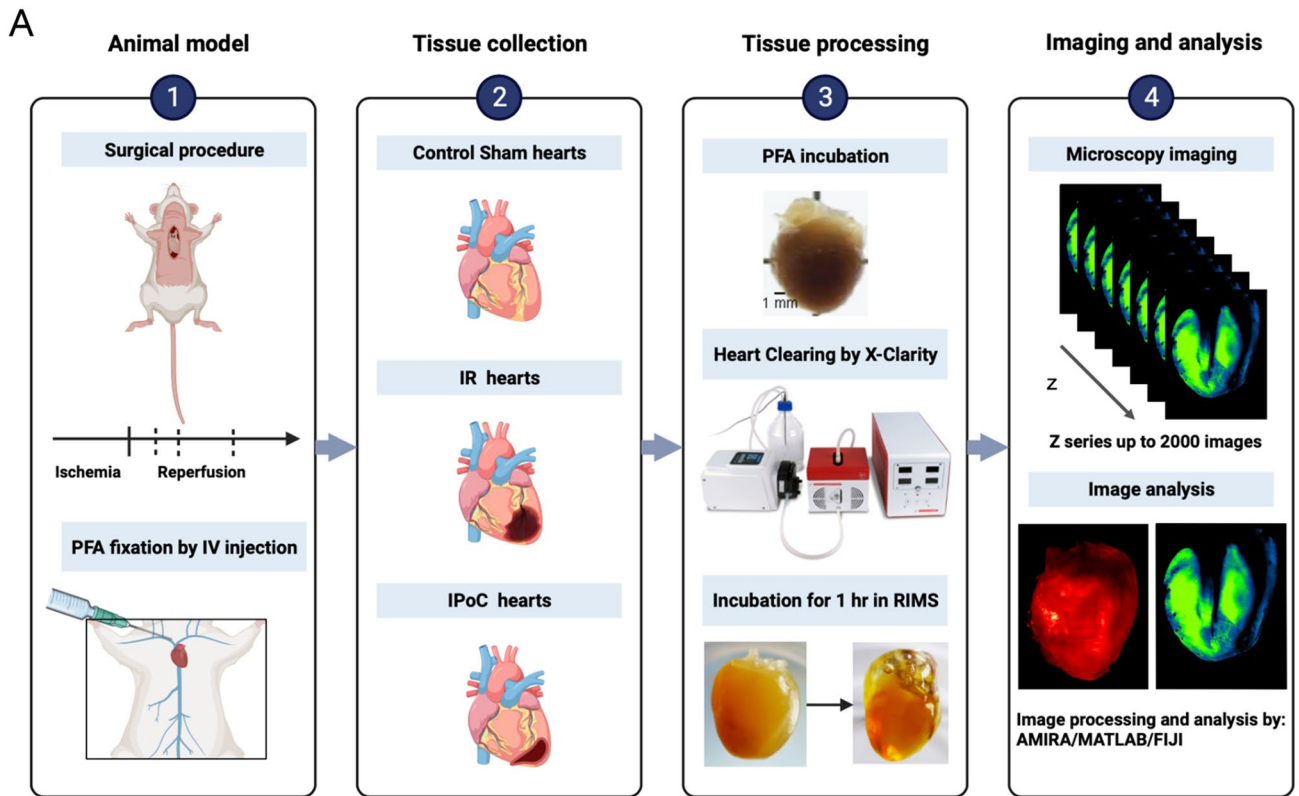 A
Animal model
1
Surgical procedure
Ischemia
Reperfusion
PFA fixation by IV injection
Tissue collection
2
Control Sham hearts
IR hearts
IPoC hearts
Tissue processing
3
PFA incubation
1 mm
Heart Clearing by X-Clarity
Incubation for 1 hr in RIMS
Imaging and analysis
4
Microscopy imaging
z
Z series up to 2000 images
Image analysis
Image processing and analysis by:
AMIRA/MATLAB/FIJI